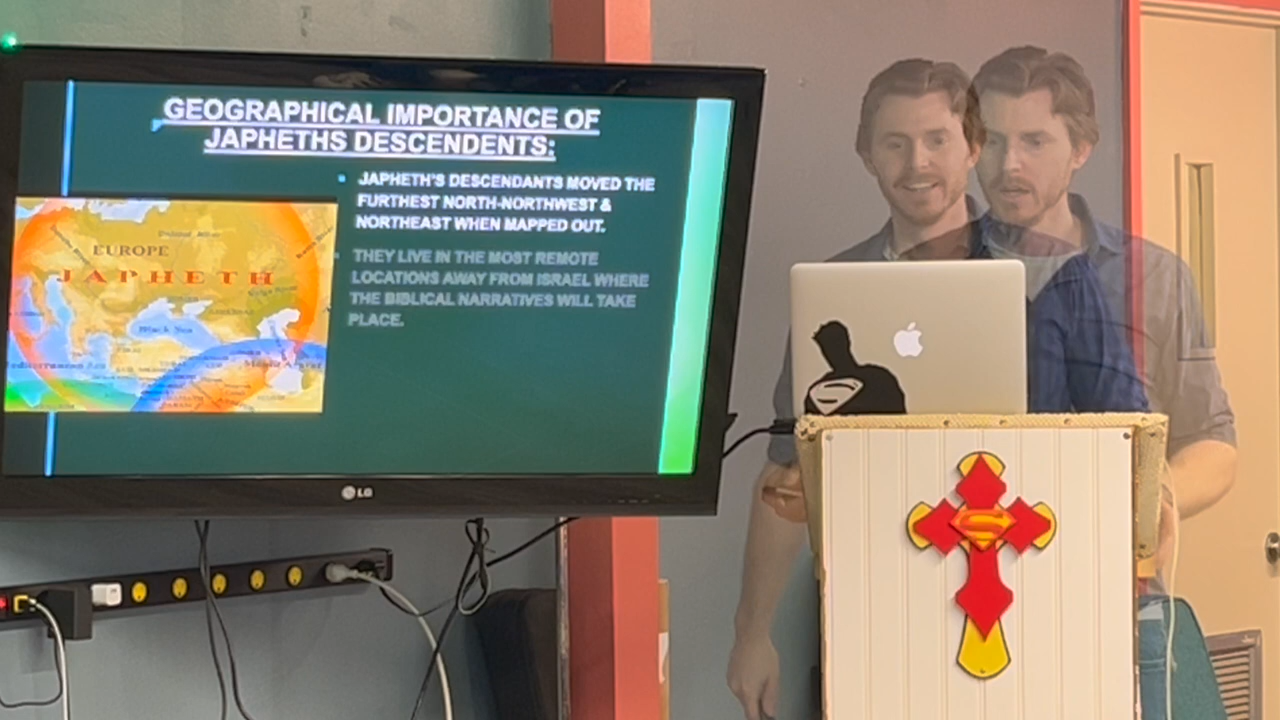 GEOGRAPHICAL IMPORTANCE OF
JAPHETHS DESCENDENTS:
JAPHETH'S DESCENDANTS MOVED THE
FURTHEST NORTH-NORTHWEST &
NORTHEAST WHEN MAPPED OUT.
THEY LIVE IN THE MOST REMOTE
LOCATIONS AWAY FROM ISRAEL WHERE
THE BIBLICAL NARRATIVES WILL TAKE
PLACE.
EUROPE
JAPHETH
Black Sea
LG